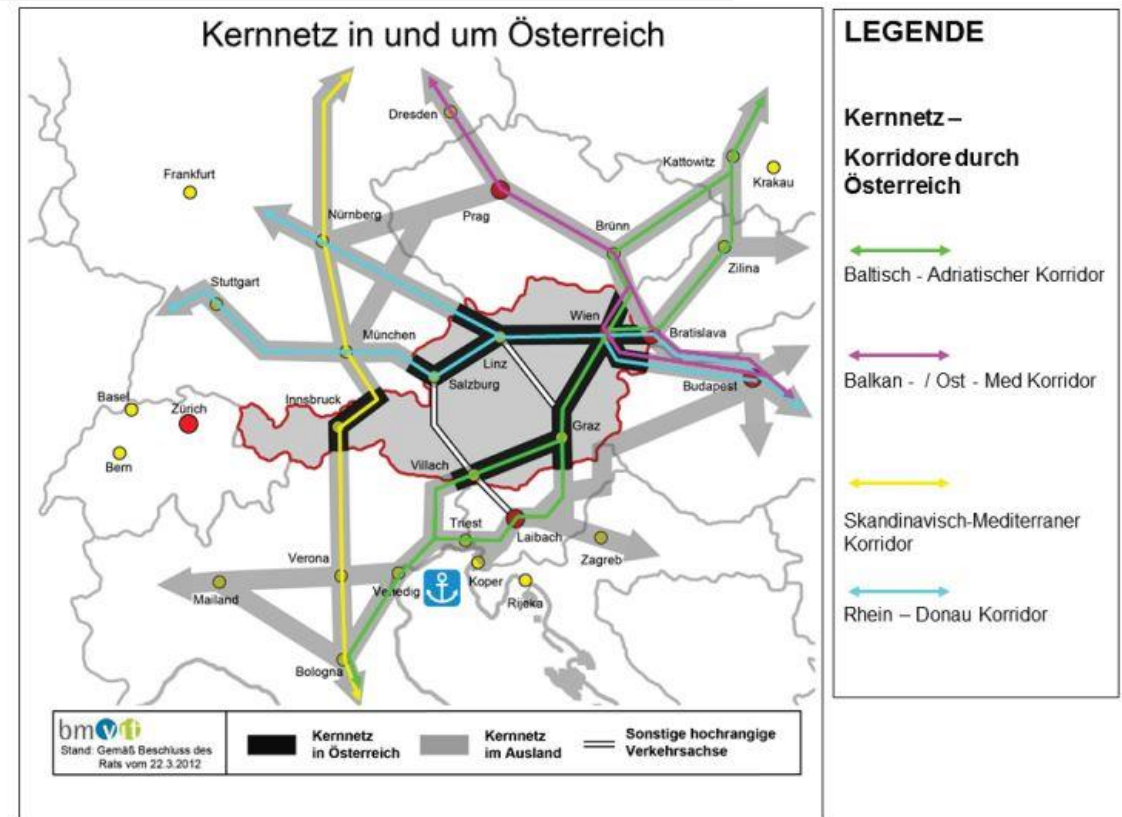 Kernnetz in und um Österreich
Dresden
Kattowitz
Krakau
Frankfurt
Nürnberg
Prag
Brünn
Zilina
Stuttgart
Wien
München
Bratislava
Linz
Salzburg
Budapest
Basel
Zürich
Innsbruck
Graz
Bern
Villach
Triest
Laibach
Zagreb
Verona
Venedig
Koper
Rijeka
Mailand
Bologna
bmvit
Stand: Gemäß Beschluss des
Rats vom 22.3.2012
Kernnetz
in Österreich
Kernnetz
im Ausland
Sonstige hochrangige
Verkehrsachse
LEGENDE
Kernnetz –
Korridore durch
Österreich
Baltisch - Adriatischer Korridor
Balkan - / Ost - Med Korridor
Skandinavisch-Mediterraner
Korridor
Rhein – Donau Korridor